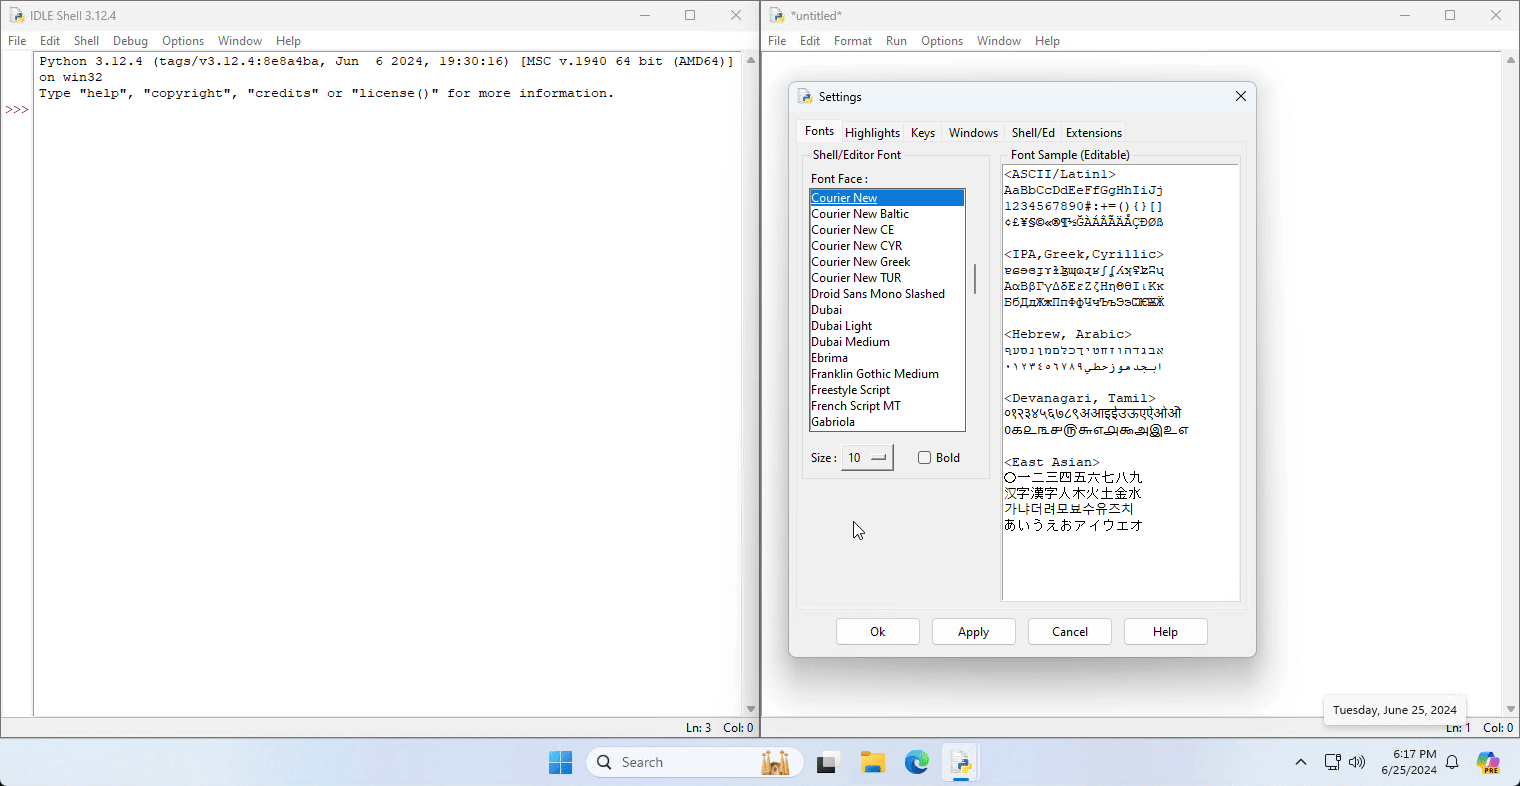 IDLE Shell 3.12.4
File Edit Shell Debug Options Window Help
Python 3.12.4 (tags/v3.12.4:8e8a4ba, Jun  6 2024, 19:30:16) [MSC v.1940 64 bit (AMD64)]
on win32
Type "help", "copyright", "credits" or "license()" for more information.
>>>
Ln: 3 Col: 0
*untitled*
File Edit Format Run Options Window Help
Settings
Fonts Highlights Keys Windows Shell/Ed Extensions
Shell/Editor Font
Font Face :
Courier New
Courier New Baltic
Courier New CE
Courier New CYR
Courier New Greek
Courier New TUR
Droid Sans Mono Slashed
Dubai
Dubai Light
Dubai Medium
Ebrima
Franklin Gothic Medium
Freestyle Script
French Script MT
Gabriola
Size : 10 Bold
Font Sample (Editable)
<ASCII/Latin1>
AaBbCcDdEeFfGgHhIiJj
1234567890#:+=(){}[]
¢£¥§©«®¶½ĞÀÁÂÃÄÅÇÐØß
<IPA,Greek,Cyrillic>
ΑαΒβΓγΔδΕεΖζΗηΘθΙιΚκ
<Hebrew, Arabic>
אבגדהוזחטיךכלםמןנסעף
ابجدهوزحطي٠١٢٣٤٥٦٧٨٩
<Devanagari, Tamil>
०१२३४५६७८९अआइईउऊएऐओऔ
<East Asian>
〇一二三四五六七八九
汉字漢字人木火土金水
가냐더려모뵤수유즈치
あいうえおアイウエオ
Ok Apply Cancel Help
Tuesday, June 25, 2024
Ln: 1 Col: 0
Search
6:17 PM
6/25/2024
PRE